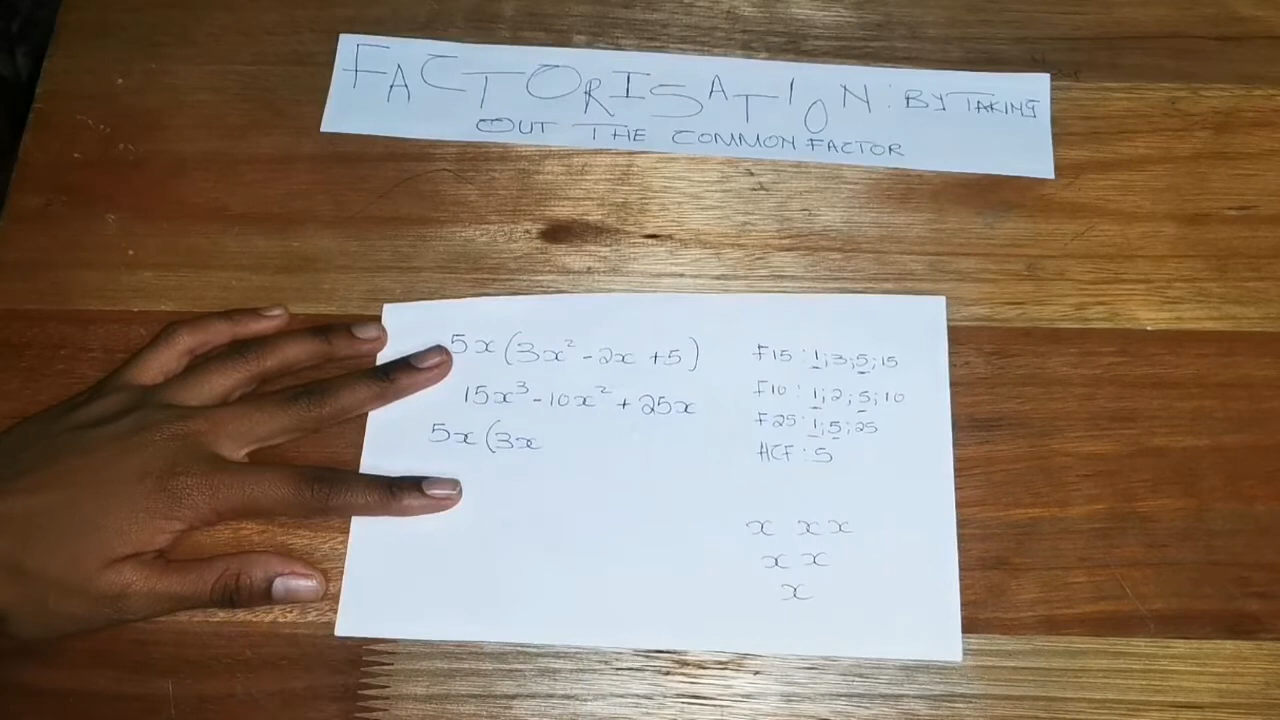 FACTORISATION: BY TAKING
OUT THE COMMON FACTOR
5x(3x² - 2x + 5)
15x³ - 10x² + 25x
5x(3x
F15: 1;3;5;15
F10: 1;2;5;10
F25: 1;5;25
HCF: 5
x x x
x x
x